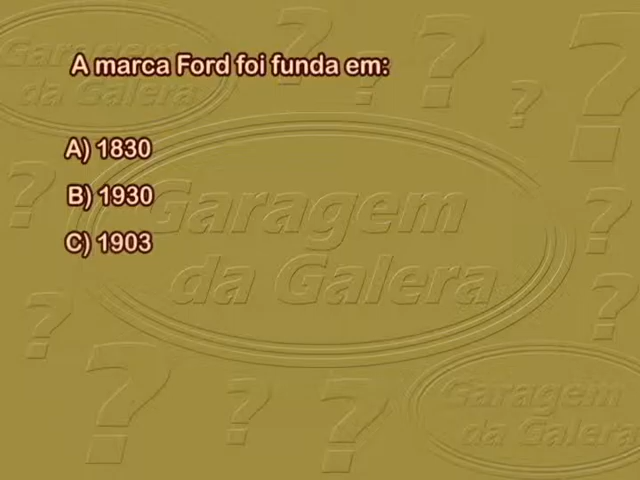 Garagem
da Galera
A marca Ford foi funda em:
A) 1830
B) 1930
C) 1903
Garagem
da Galera
Garagem
da Galera